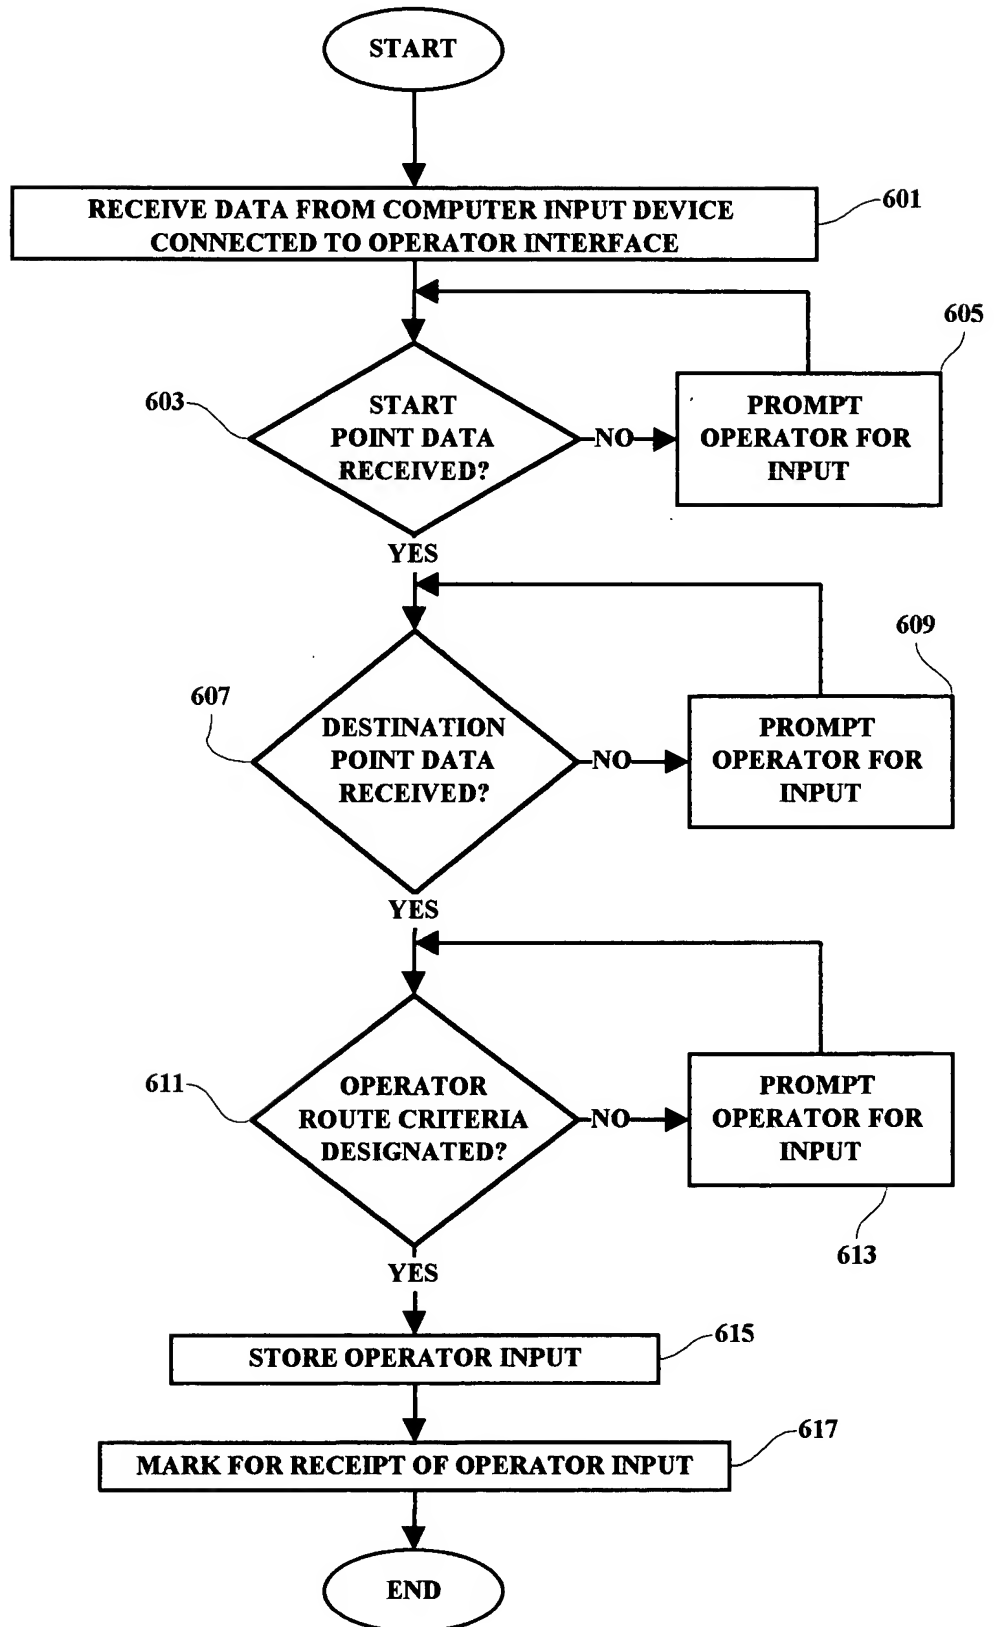 START
RECEIVE DATA FROM COMPUTER INPUT DEVICE
CONNECTED TO OPERATOR INTERFACE
601
605
603
START
POINT DATA
RECEIVED?
NO
PROMPT
OPERATOR FOR
INPUT
YES
609
607
DESTINATION
POINT DATA
RECEIVED?
NO
PROMPT
OPERATOR FOR
INPUT
YES
611
OPERATOR
ROUTE CRITERIA
DESIGNATED?
NO
PROMPT
OPERATOR FOR
INPUT
613
YES
STORE OPERATOR INPUT
615
MARK FOR RECEIPT OF OPERATOR INPUT
617
END